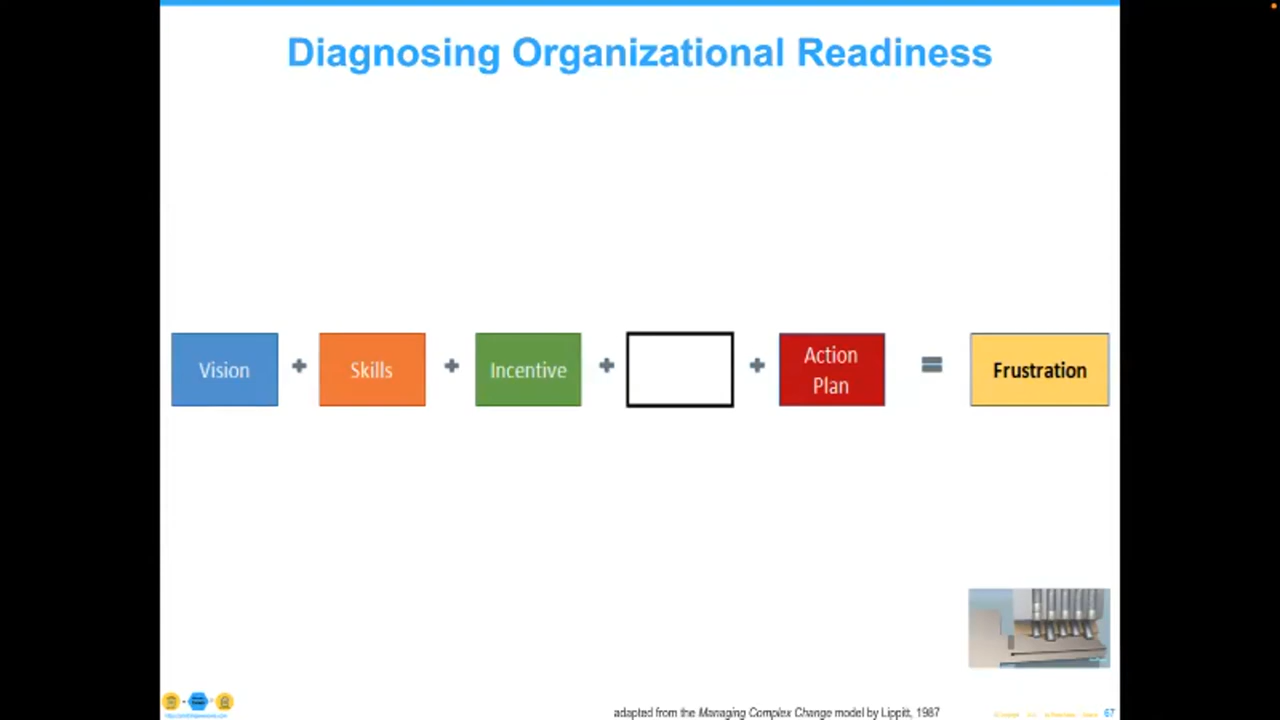 Diagnosing Organizational Readiness
Vision
Skills
Incentive
Action
Plan
Frustration
adapted from the Managing Complex Change model by Lippitt, 1987
67